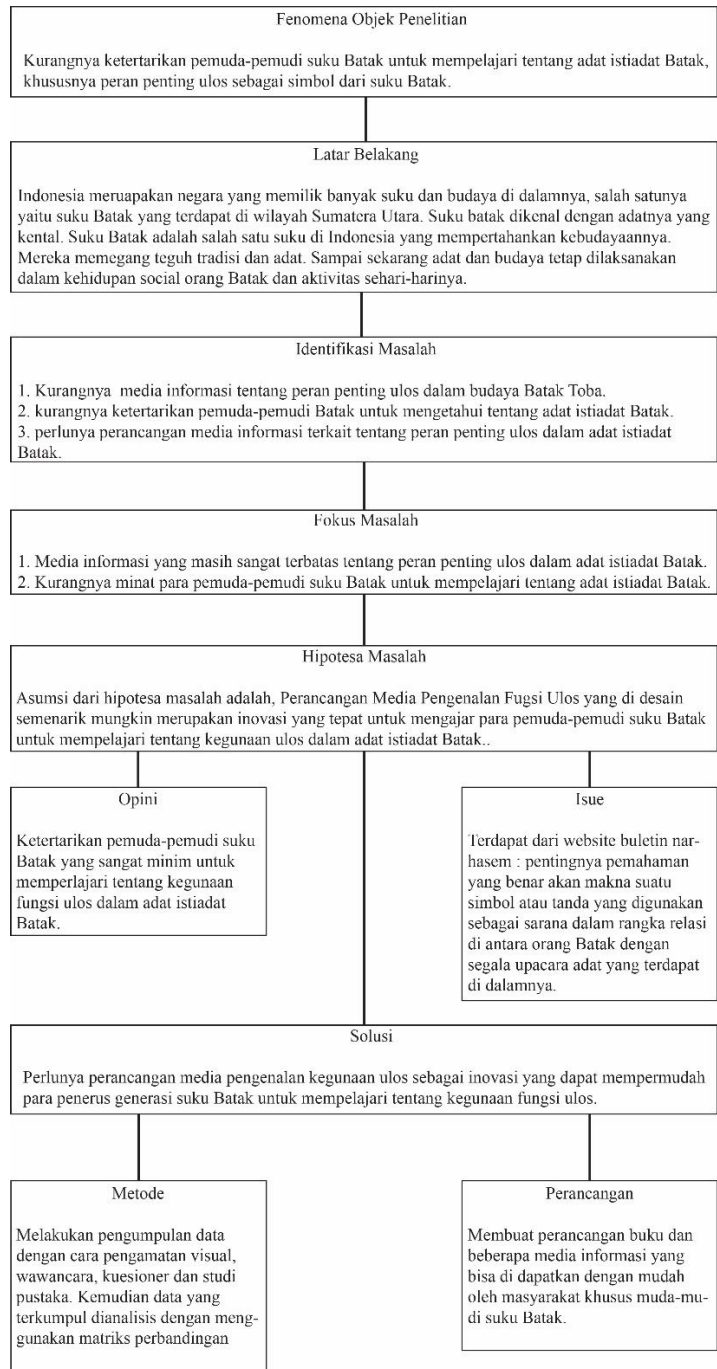 Fenomena Objek Penelitian
Kurangnya ketertarikan pemuda-pemudi suku Batak untuk mempelajari tentang adat istiadat Batak,
khususnya peran penting ulos sebagai simbol dari suku Batak.
Latar Belakang
Indonesia meruapakan negara yang memilik banyak suku dan budaya di dalamnya, salah satunya
yaitu suku Batak yang terdapat di wilayah Sumatera Utara. Suku batak dikenal dengan adatnya yang
kental. Suku Batak adalah salah satu suku di Indonesia yang mempertahankan kebudayaannya.
Mereka memegang teguh tradisi dan adat. Sampai sekarang adat dan budaya tetap dilaksanakan
dalam kehidupan social orang Batak dan aktivitas sehari-harinya.
Identifikasi Masalah
1. Kurangnya media informasi tentang peran penting ulos dalam budaya Batak Toba.
2. kurangnya ketertarikan pemuda-pemudi Batak untuk mengetahui tentang adat istiadat Batak.
3. perlunya perancangan media informasi terkait tentang peran penting ulos dalam adat istiadat
Batak.
Fokus Masalah
1. Media informasi yang masih sangat terbatas tentang peran penting ulos dalam adat istiadat Batak.
2. Kurangnya minat para pemuda-pemudi suku Batak untuk mempelajari tentang adat istiadat Batak.
Hipotesa Masalah
Asumsi dari hipotesa masalah adalah, Perancangan Media Pengenalan Fugsi Ulos yang di desain
semenarik mungkin merupakan inovasi yang tepat untuk mengajar para pemuda-pemudi suku Batak
untuk mempelajari tentang kegunaan ulos dalam adat istiadat Batak..
Opini
Ketertarikan pemuda-pemudi suku
Batak yang sangat minim untuk
memperlajari tentang kegunaan
fungsi ulos dalam adat istiadat
Batak.
Isue
Terdapat dari website buletin nar-
hasem : pentingnya pemahaman
yang benar akan makna suatu
simbol atau tanda yang digunakan
sebagai sarana dalam rangka relasi
di antara orang Batak dengan
segala upacara adat yang terdapat
di dalamnya.
Solusi
Perlunya perancangan media pengenalan kegunaan ulos sebagai inovasi yang dapat mempermudah
para penerus generasi suku Batak untuk mempelajari tentang kegunaan fungsi ulos.
Metode
Melakukan pengumpulan data
dengan cara pengamatan visual,
wawancara, kuesioner dan studi
pustaka. Kemudian data yang
terkumpul dianalisis dengan meng-
gunakan matriks perbandingan
Perancangan
Membuat perancangan buku dan
beberapa media informasi yang
bisa di dapatkan dengan mudah
oleh masyarakat khusus muda-mu-
di suku Batak.